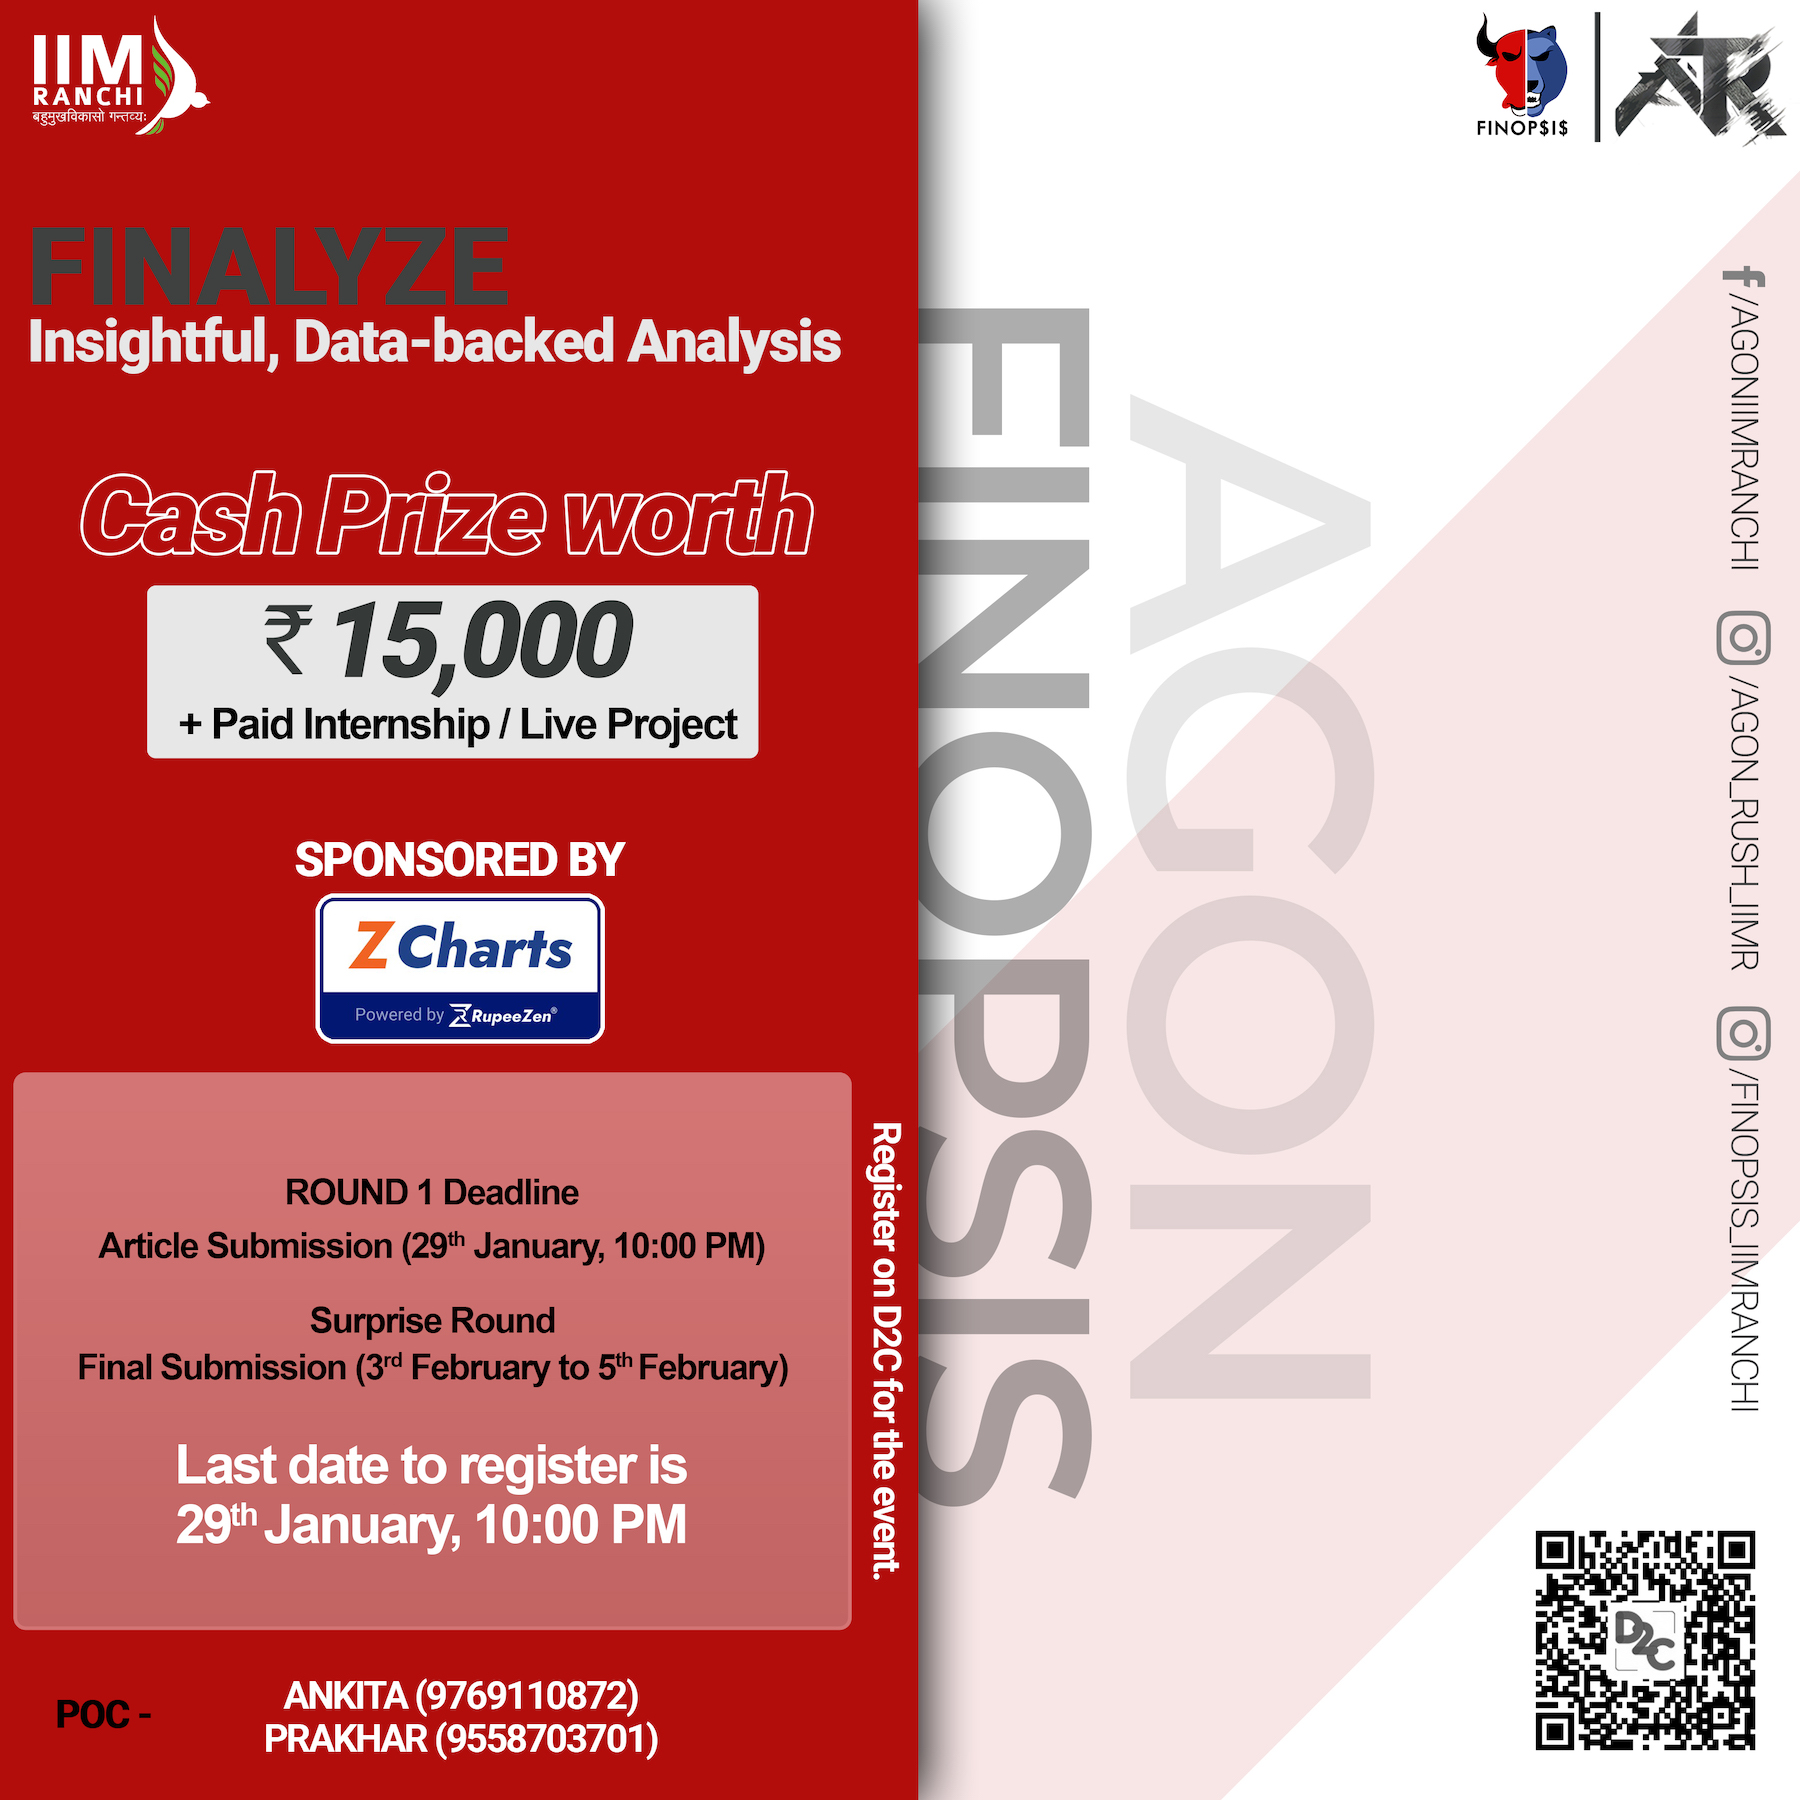 IIM
RANCHI
बहुमुखविकासो गन्तव्यः
FINOP$I$
ATR
FINALYZE
Insightful, Data-backed Analysis
Cash Prize worth
₹ 15,000
+ Paid Internship / Live Project
SPONSORED BY
Z Charts
Powered by RupeeZen®
ROUND 1 Deadline
Article Submission (29th January, 10:00 PM)
Surprise Round
Final Submission (3rd February to 5th February)
Last date to register is
29th January, 10:00 PM
Register on D2C for the event.
POC -
ANKITA (9769110872)
PRAKHAR (9558703701)
FINOPSIS
AGON
f /AGONIIMRANCHI
/AGON_RUSH_IIMR
/FINOPSIS_IIMRANCHI
D2C